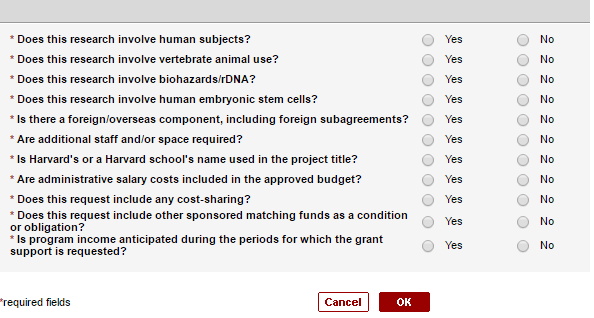 * Does this research involve human subjects? Yes No
* Does this research involve vertebrate animal use? Yes No
* Does this research involve biohazards/rDNA? Yes No
* Does this research involve human embryonic stem cells? Yes No
* Is there a foreign/overseas component, including foreign subagreements? Yes No
* Are additional staff and/or space required? Yes No
* Is Harvard's or a Harvard school's name used in the project title? Yes No
* Are administrative salary costs included in the approved budget? Yes No
* Does this request include any cost-sharing? Yes No
* Does this request include other sponsored matching funds as a condition
or obligation? Yes No
* Is program income anticipated during the periods for which the grant
support is requested? Yes No
*required fields Cancel OK